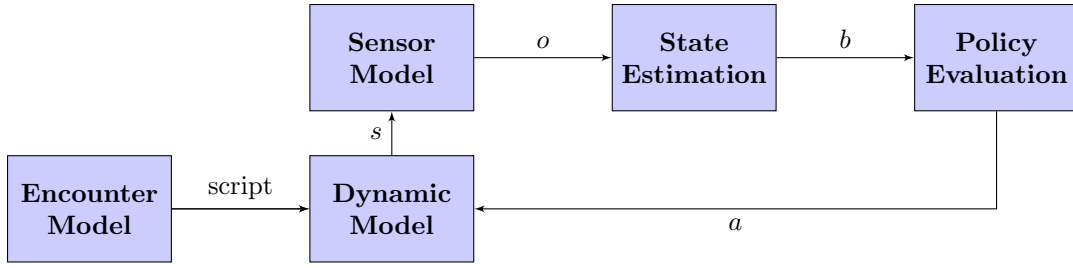 Sensor
Model
o
State
Estimation
b
Policy
Evaluation
s
Encounter
Model
script
Dynamic
Model
a